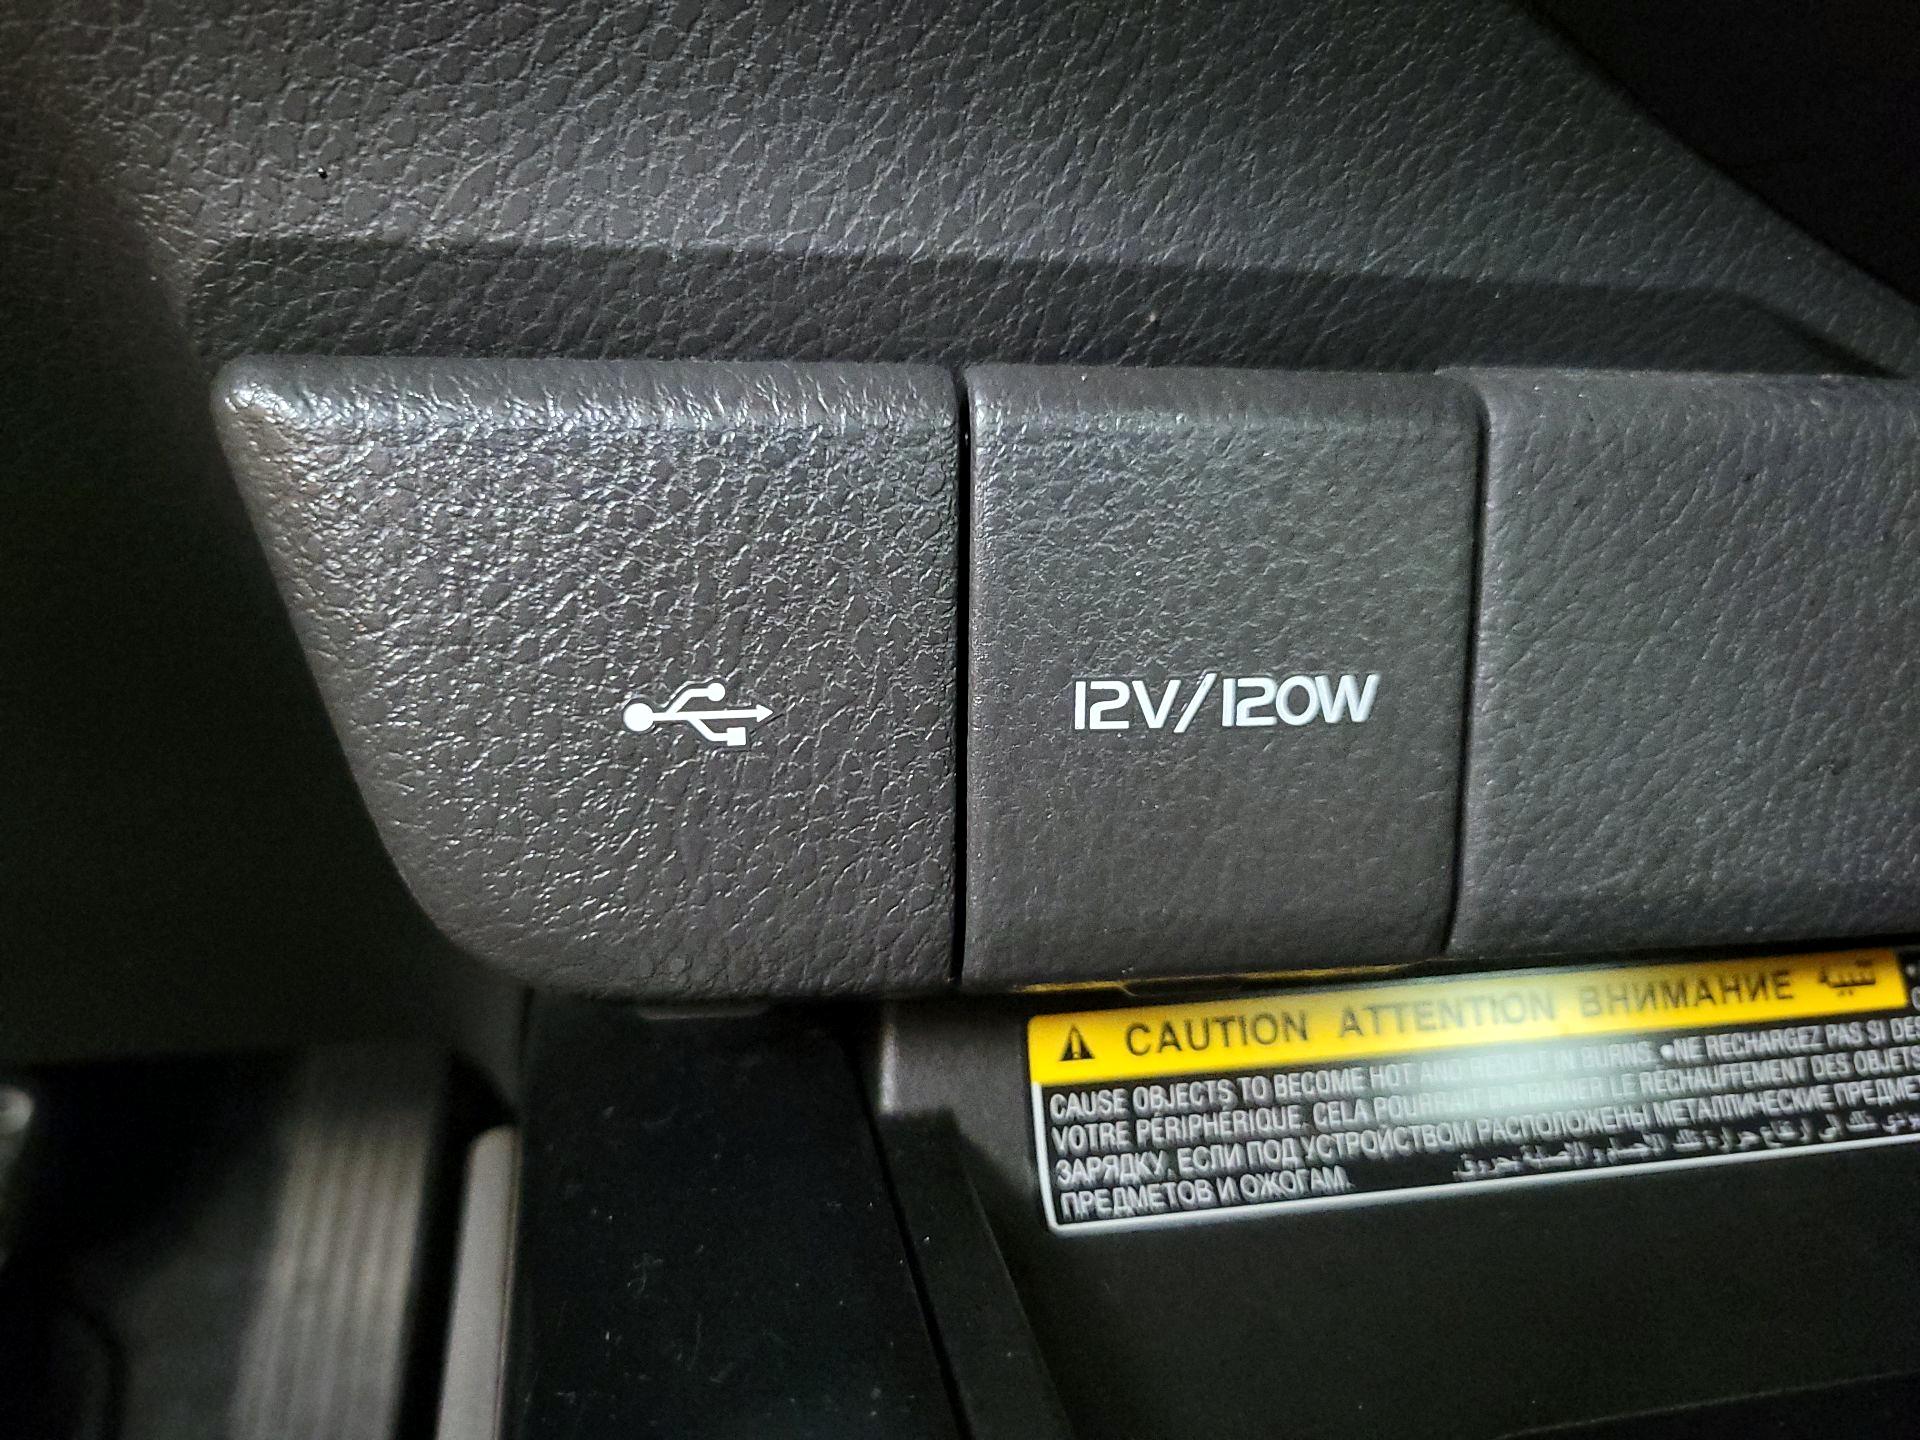 12V/120W
CAUTION ATTENTION ВНИМАНИЕ تنبيه
CAUSE OBJECTS TO BECOME HOT AND RESULT IN BURNS. •NE RECHARGEZ PAS SI DES
VOTRE PÉRIPHÉRIQUE. CELA POURRAIT ENTRAÎNER LE RÉCHAUFFEMENT DES OBJETS
ЗАРЯДКУ, ЕСЛИ ПОД УСТРОЙСТВОМ РАСПОЛОЖЕНЫ МЕТАЛЛИЧЕСКИЕ
ПРЕДМЕТОВ И ОЖОГАМ.